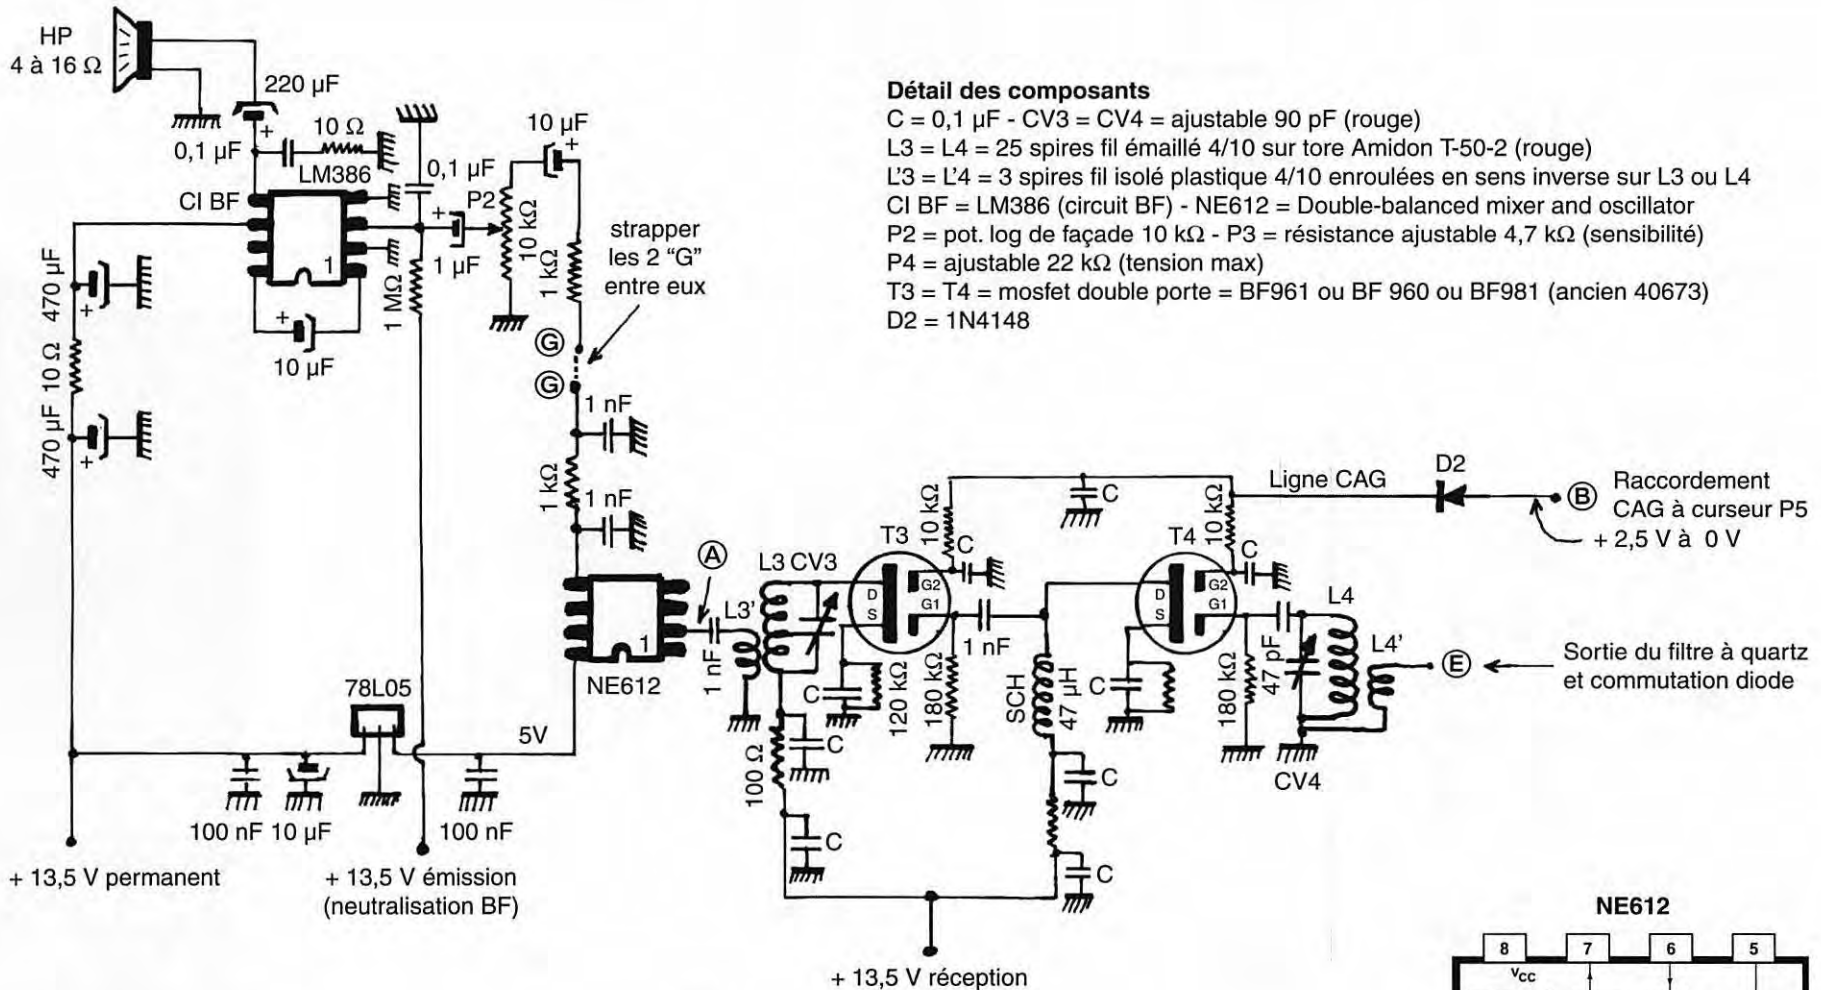 HP
4 à 16 Ω
220 µF
+
10 Ω
0,1 µF
LM386
CI BF
1
0,1 µF
+
1 µF
P2
10 kΩ
10 µF
+
1 kΩ
strapper
les 2 “G”
entre eux
470 µF
+
10 Ω
470 µF
+
+
10 µF
1 MΩ
G
G
1 nF
1 kΩ
1 nF
Détail des composants
C = 0,1 µF - CV3 = CV4 = ajustable 90 pF (rouge)
L3 = L4 = 25 spires fil émaillé 4/10 sur tore Amidon T-50-2 (rouge)
L'3 = L'4 = 3 spires fil isolé plastique 4/10 enroulées en sens inverse sur L3 ou L4
CI BF = LM386 (circuit BF) - NE612 = Double-balanced mixer and oscillator
P2 = pot. log de façade 10 kΩ - P3 = résistance ajustable 4,7 kΩ (sensibilité)
P4 = ajustable 22 kΩ (tension max)
T3 = T4 = mosfet double porte = BF961 ou BF 960 ou BF981 (ancien 40673)
D2 = 1N4148
A
L3'
L3 CV3
T3
10 kΩ
C
C
Ligne CAG
T4
10 kΩ
C
D2
B
Raccordement
CAG à curseur P5
+ 2,5 V à 0 V
D
S
G2
G1
D
S
G2
G1
1
NE612
1 nF
C
120 kΩ
180 kΩ
1 nF
SCH
47 µH
C
180 kΩ
47 pF
L4
L4'
E
Sortie du filtre à quartz
et commutation diode
CV4
78L05
5V
100 nF
10 µF
100 nF
100 Ω
C
C
C
C
+ 13,5 V permanent
+ 13,5 V émission
(neutralisation BF)
+ 13,5 V réception
NE612
8
7
6
5
VCC